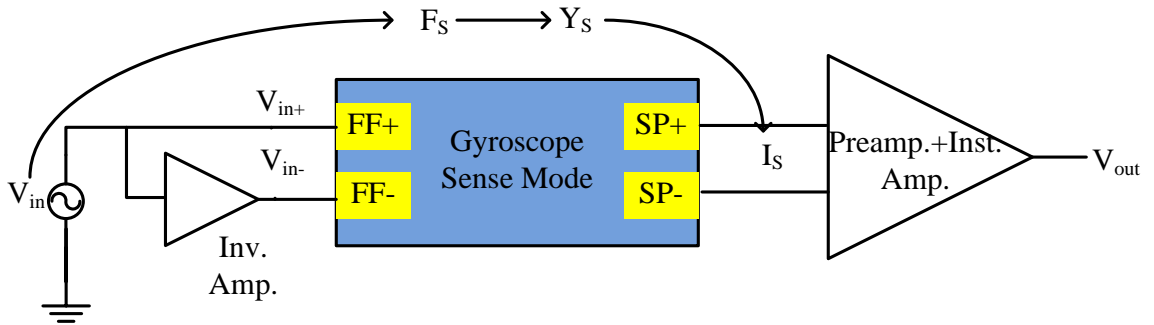 F_S Y_S
V_in+
V_in-
V_in
FF+
FF-
Gyroscope
Sense Mode
SP+
SP-
I_S
Preamp.+Inst.
Amp.
V_out
Inv.
Amp.